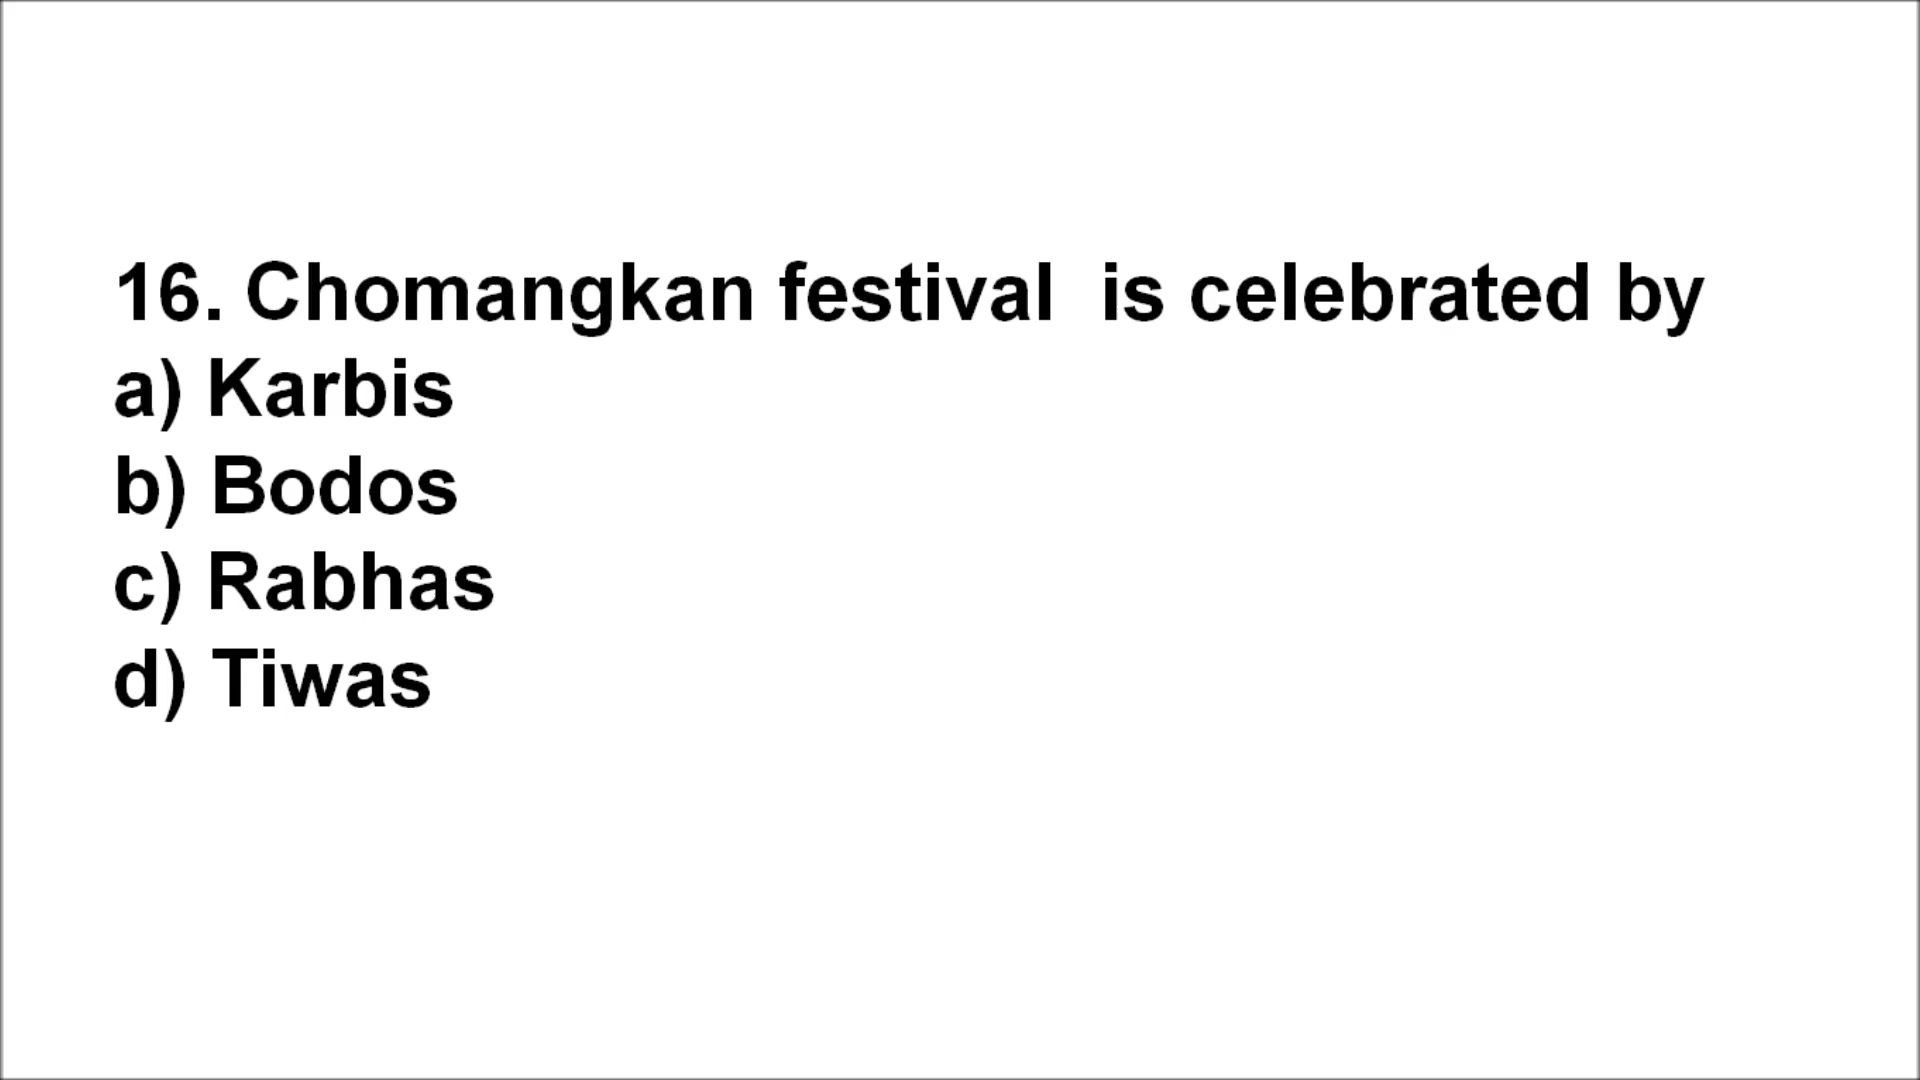 16. Chomangkan festival  is celebrated by
a) Karbis
b) Bodos
c) Rabhas
d) Tiwas